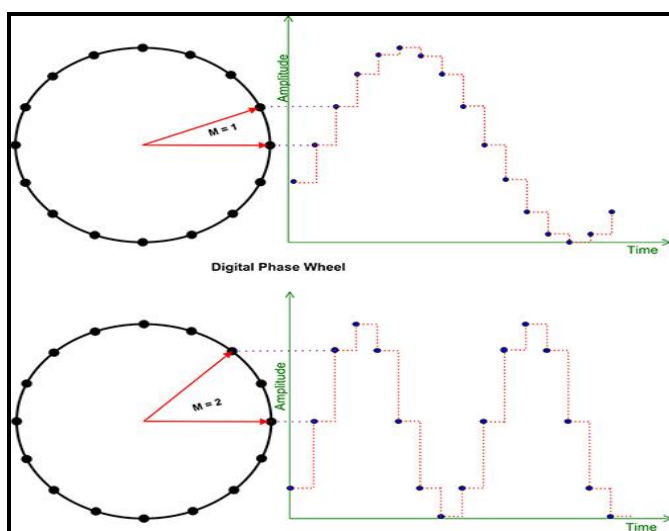 Amplitude
M = 1
Time
Digital Phase Wheel
Amplitude
M = 2
Time